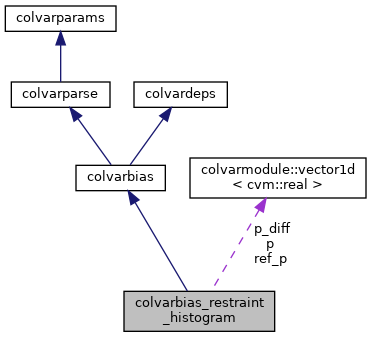 colvarparams
colvarparse
colvardeps
colvarbias
colvarmodule::vector1d
< cvm::real >
p_diff
p
ref_p
colvarbias_restraint
_histogram